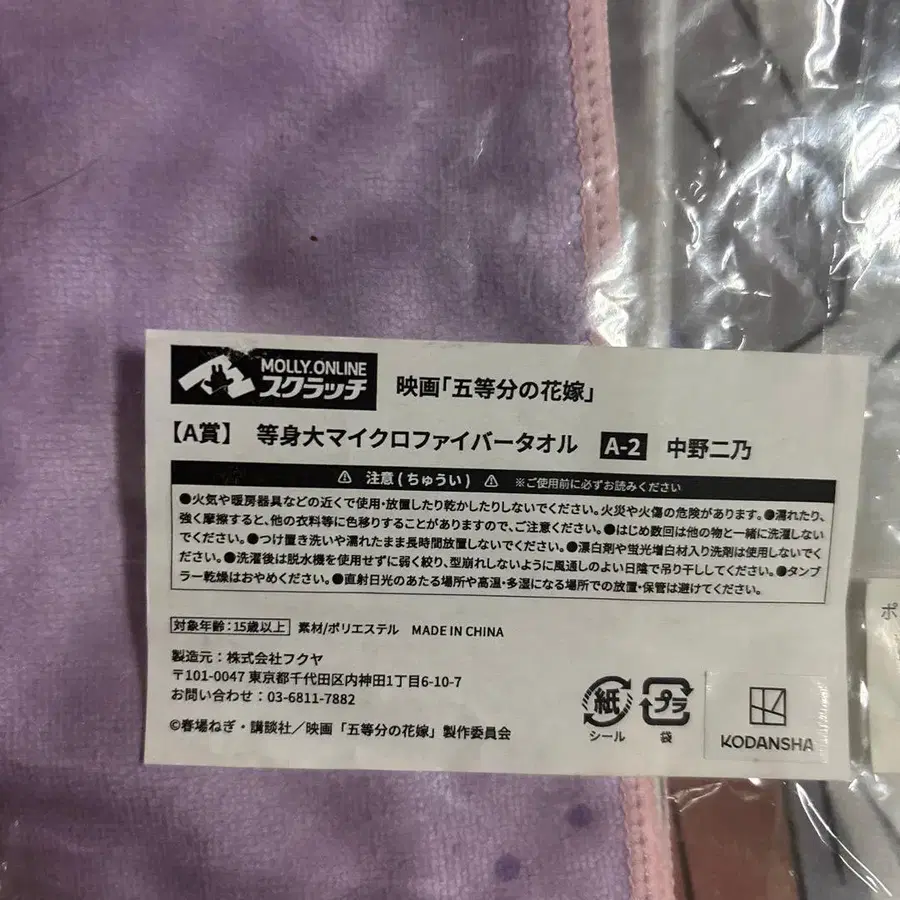 MOLLY.ONLINE
スクラッチ
映画「五等分の花嫁」
【A賞】 等身大マイクロファイバータオル A-2 中野二乃
⚠ 注意(ちゅうい) ⚠ ※ご使用前に必ずお読みください
●火気や暖房器具などの近くで使用・放置したり乾かしたりしないでください。火災や火傷の危険があります。●濡れたり、
強く摩擦すると、他の衣料等に色移りすることがありますので、ご注意ください。●はじめ数回は他の物と一緒に洗濯しない
でください。●つけ置き洗いや濡れたまま長時間放置しないでください。●漂白剤や蛍光増白材入り洗剤は使用しないでく
ださい。●洗濯後は脱水機を使用せずに弱く絞り、型崩れしないように風通しのよい日陰で吊り干ししてください。●タンブ
ラー乾燥はおやめください。●直射日光のあたる場所や高温・多湿になる場所での放置・保管は避けてください。
対象年齢:15歳以上 素材/ポリエステル MADE IN CHINA
製造元:株式会社フクヤ
〒101-0047 東京都千代田区内神田1丁目6-10-7
お問い合わせ:03-6811-7882
©春場ねぎ・講談社/映画「五等分の花嫁」製作委員会
紙
シール
プラ
袋
KODANSHA
ポ